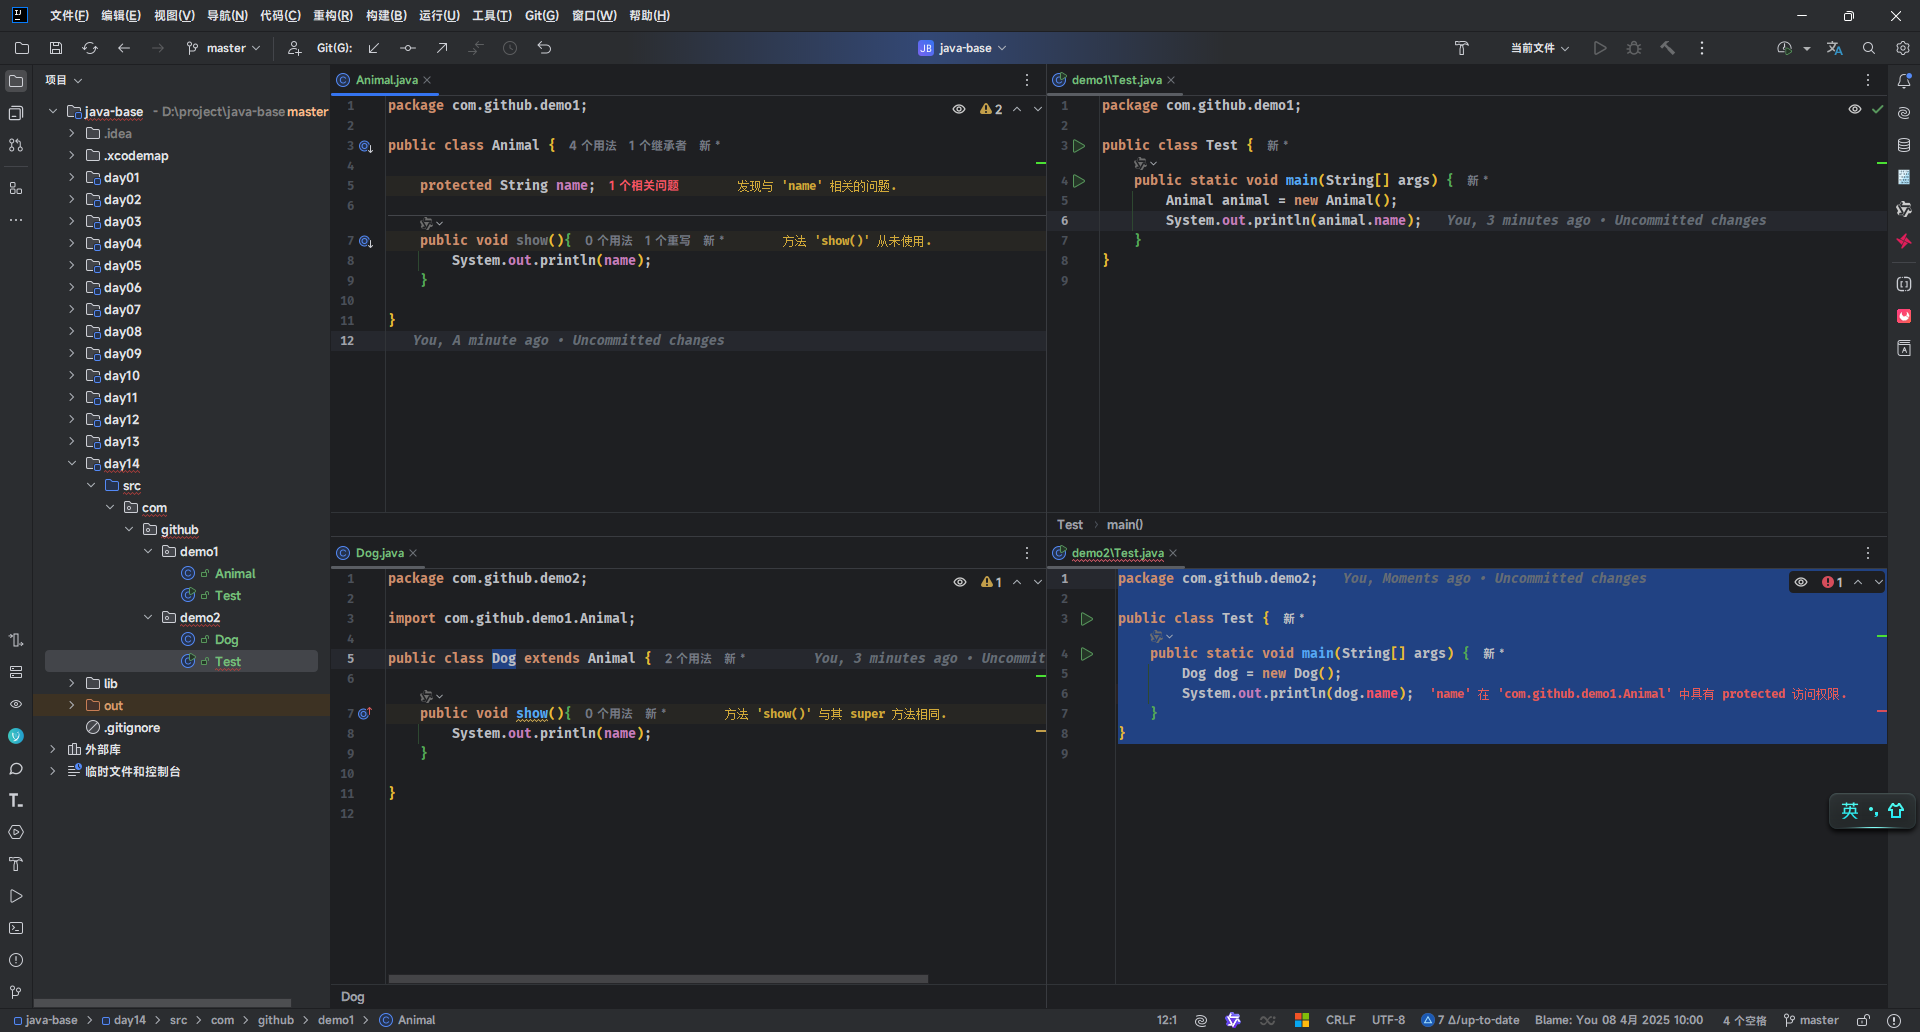 文件(F) 编辑(E) 视图(V) 导航(N) 代码(C) 重构(R) 构建(B) 运行(U) 工具(T) Git(G) 窗口(W) 帮助(H)
master Git(G): JB java-base 当前文件
项目
java-base - D:\project\java-base master
.idea
.xcodemap
day01
day02
day03
day04
day05
day06
day07
day08
day09
day10
day11
day12
day13
day14
src
com
github
demo1
Animal
Test
demo2
Dog
Test
lib
out
.gitignore
外部库
临时文件和控制台
Animal.java
2
1 package com.github.demo1;
2
3 public class Animal { 4 个用法 1 个继承者 新 *
4
5 protected String name; 1 个相关问题 发现与 'name' 相关的问题.
6
7 public void show(){ 0 个用法 1 个重写 新 * 方法 'show()' 从未使用.
8 System.out.println(name);
9 }
10
11 }
12 You, A minute ago • Uncommitted changes
demo1\Test.java
1 package com.github.demo1;
2
3 public class Test { 新 *
4 public static void main(String[] args) { 新 *
5 Animal animal = new Animal();
6 System.out.println(animal.name); You, 3 minutes ago • Uncommitted changes
7 }
8 }
9
Test › main()
Dog.java
1
1 package com.github.demo2;
2
3 import com.github.demo1.Animal;
4
5 public class Dog extends Animal { 2 个用法 新 * You, 3 minutes ago • Uncommit
6
7 public void show(){ 0 个用法 新 * 方法 'show()' 与其 super 方法相同.
8 System.out.println(name);
9 }
10
11 }
12
Dog
demo2\Test.java
1
1 package com.github.demo2; You, Moments ago • Uncommitted changes
2
3 public class Test { 新 *
4 public static void main(String[] args) { 新 *
5 Dog dog = new Dog();
6 System.out.println(dog.name); 'name' 在 'com.github.demo1.Animal' 中具有 protected 访问权限.
7 }
8 }
9
英
java-base › day14 › src › com › github › demo1 › Animal
12:1 CRLF UTF-8 7 ∆/up-to-date Blame: You 08 4月 2025 10:00 4 个空格 master